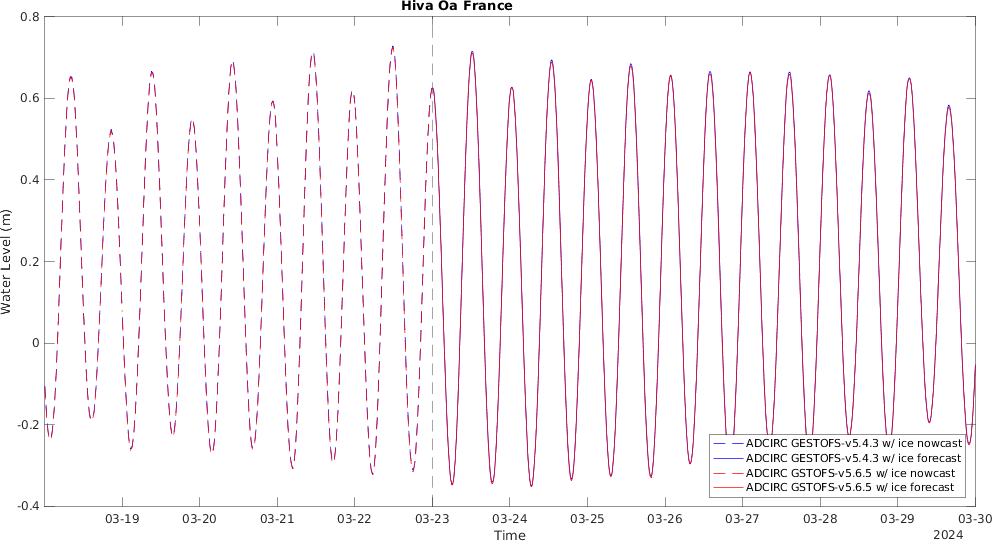 Hiva Oa France
0.8
0.6
0.4
0.2
0
-0.2
-0.4
Water Level (m)
ADCIRC GESTOFS-v5.4.3 w/ ice nowcast
ADCIRC GESTOFS-v5.4.3 w/ ice forecast
ADCIRC GSTOFS-v5.6.5 w/ ice nowcast
ADCIRC GSTOFS-v5.6.5 w/ ice forecast
03-19 03-20 03-21 03-22 03-23 03-24 03-25 03-26 03-27 03-28 03-29 03-30
Time
2024